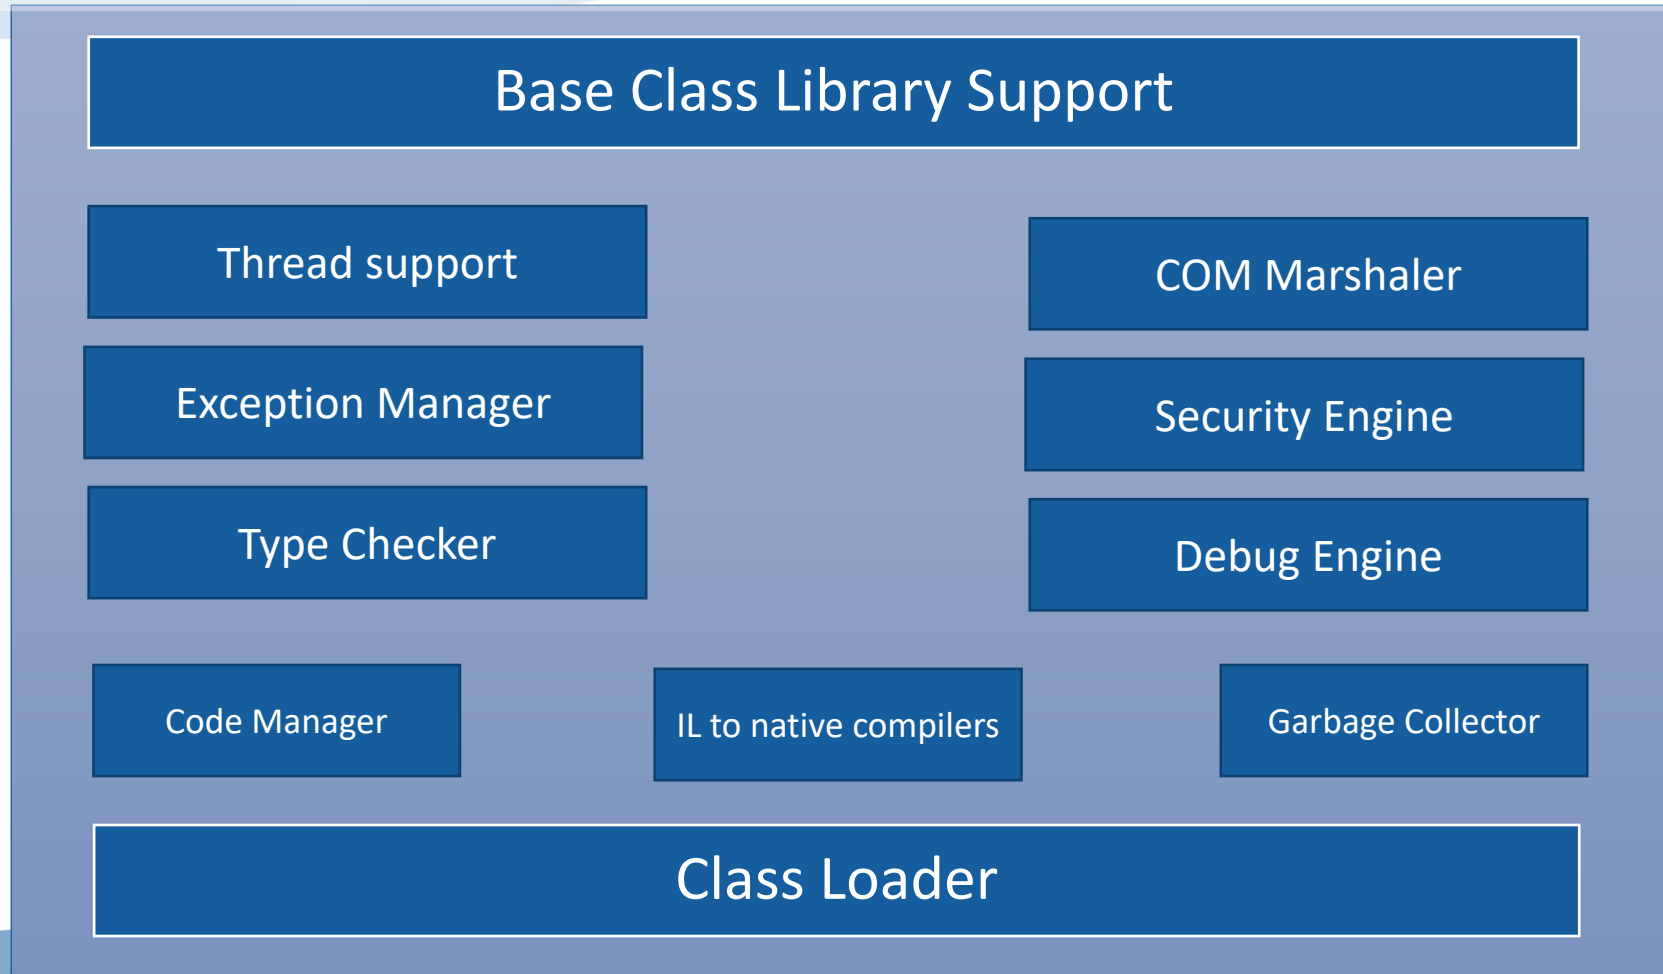 Base Class Library Support
Thread support
COM Marshaler
Exception Manager
Security Engine
Type Checker
Debug Engine
Code Manager
IL to native compilers
Garbage Collector
Class Loader